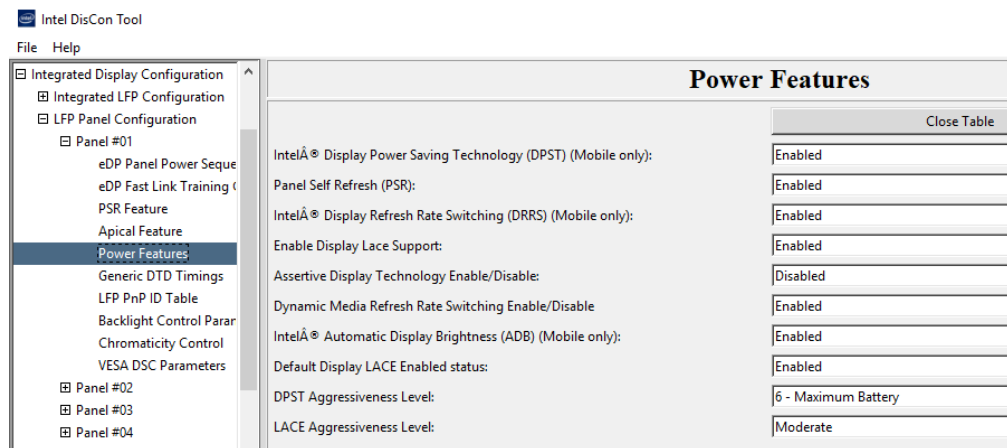 Intel DisCon Tool
File Help
Integrated Display Configuration
Integrated LFP Configuration
LFP Panel Configuration
Panel #01
eDP Panel Power Seque
eDP Fast Link Training
PSR Feature
Apical Feature
Power Features
Generic DTD Timings
LFP PnP ID Table
Backlight Control Parar
Chromaticity Control
VESA DSC Parameters
Panel #02
Panel #03
Panel #04
Power Features
Close Table
IntelÂ® Display Power Saving Technology (DPST) (Mobile only): Enabled
Panel Self Refresh (PSR): Enabled
IntelÂ® Display Refresh Rate Switching (DRRS) (Mobile only): Enabled
Enable Display Lace Support: Enabled
Assertive Display Technology Enable/Disable: Disabled
Dynamic Media Refresh Rate Switching Enable/Disable Enabled
IntelÂ® Automatic Display Brightness (ADB) (Mobile only): Enabled
Default Display LACE Enabled status: Enabled
DPST Aggressiveness Level: 6 - Maximum Battery
LACE Aggressiveness Level: Moderate